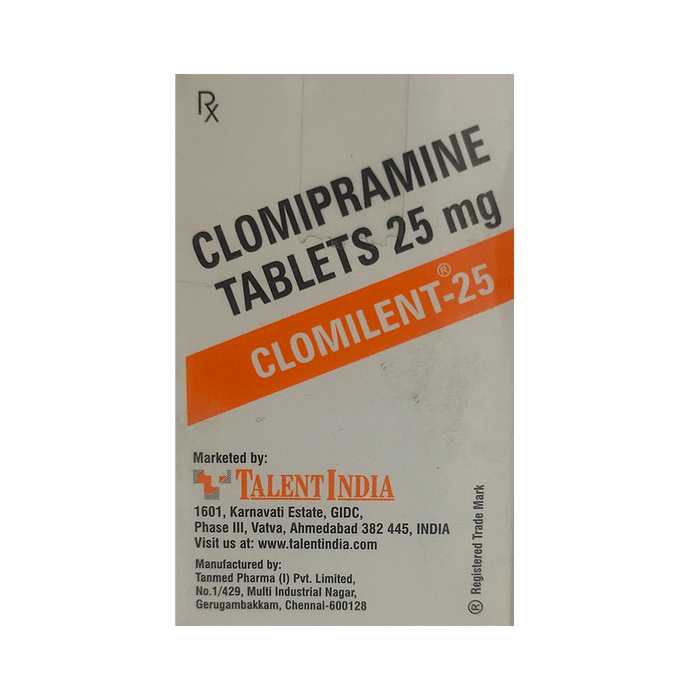 Rx
CLOMIPRAMINE
TABLETS 25 mg
CLOMILENT®-25
Marketed by:
TALENT INDIA
1601, Karnavati Estate, GIDC,
Phase III, Vatva, Ahmedabad 382 445, INDIA
Visit us at: www.talentindia.com
Manufactured by:
Tanmed Pharma (I) Pvt. Limited,
No.1/429, Multi Industrial Nagar,
Gerugambakkam, Chennai-600128
® Registered Trade Mark